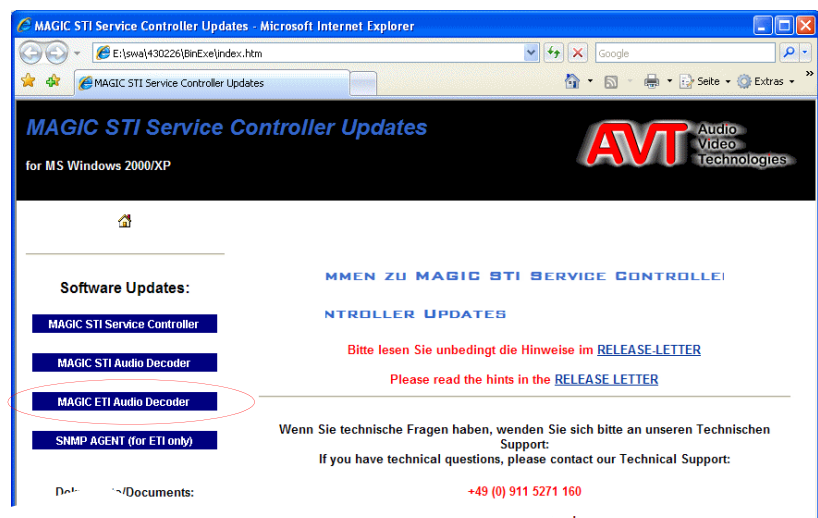 MAGIC STI Service Controller Updates - Microsoft Internet Explorer
E:\swa\430226\BinExe\index.htm
Google
MAGIC STI Service Controller Updates
Seite
Extras
»
MAGIC STI Service Controller Updates
for MS Windows 2000/XP
AVT
Audio
Video
Technologies
Software Updates:
MAGIC STI Service Controller
MAGIC STI Audio Decoder
MAGIC ETI Audio Decoder
SNMP AGENT (for ETI only)
/Documents:
MMEN ZU MAGIC STI SERVICE CONTROLLE
NTROLLER UPDATES
Bitte lesen Sie unbedingt die Hinweise im RELEASE-LETTER
Please read the hints in the RELEASE LETTER
Wenn Sie technische Fragen haben, wenden Sie sich bitte an unseren Technischen
Support:
If you have technical questions, please contact our Technical Support:
+49 (0) 911 5271 160